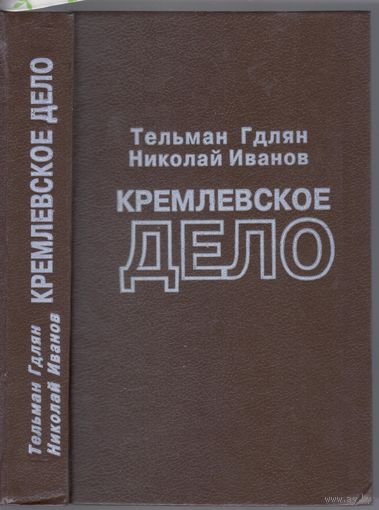 Тельман Гдлян
Николай Иванов
КРЕМЛЕВСКОЕ
ДЕЛО
Тельман Гдлян
Николай Иванов
КРЕМЛЕВСКОЕ ДЕЛО